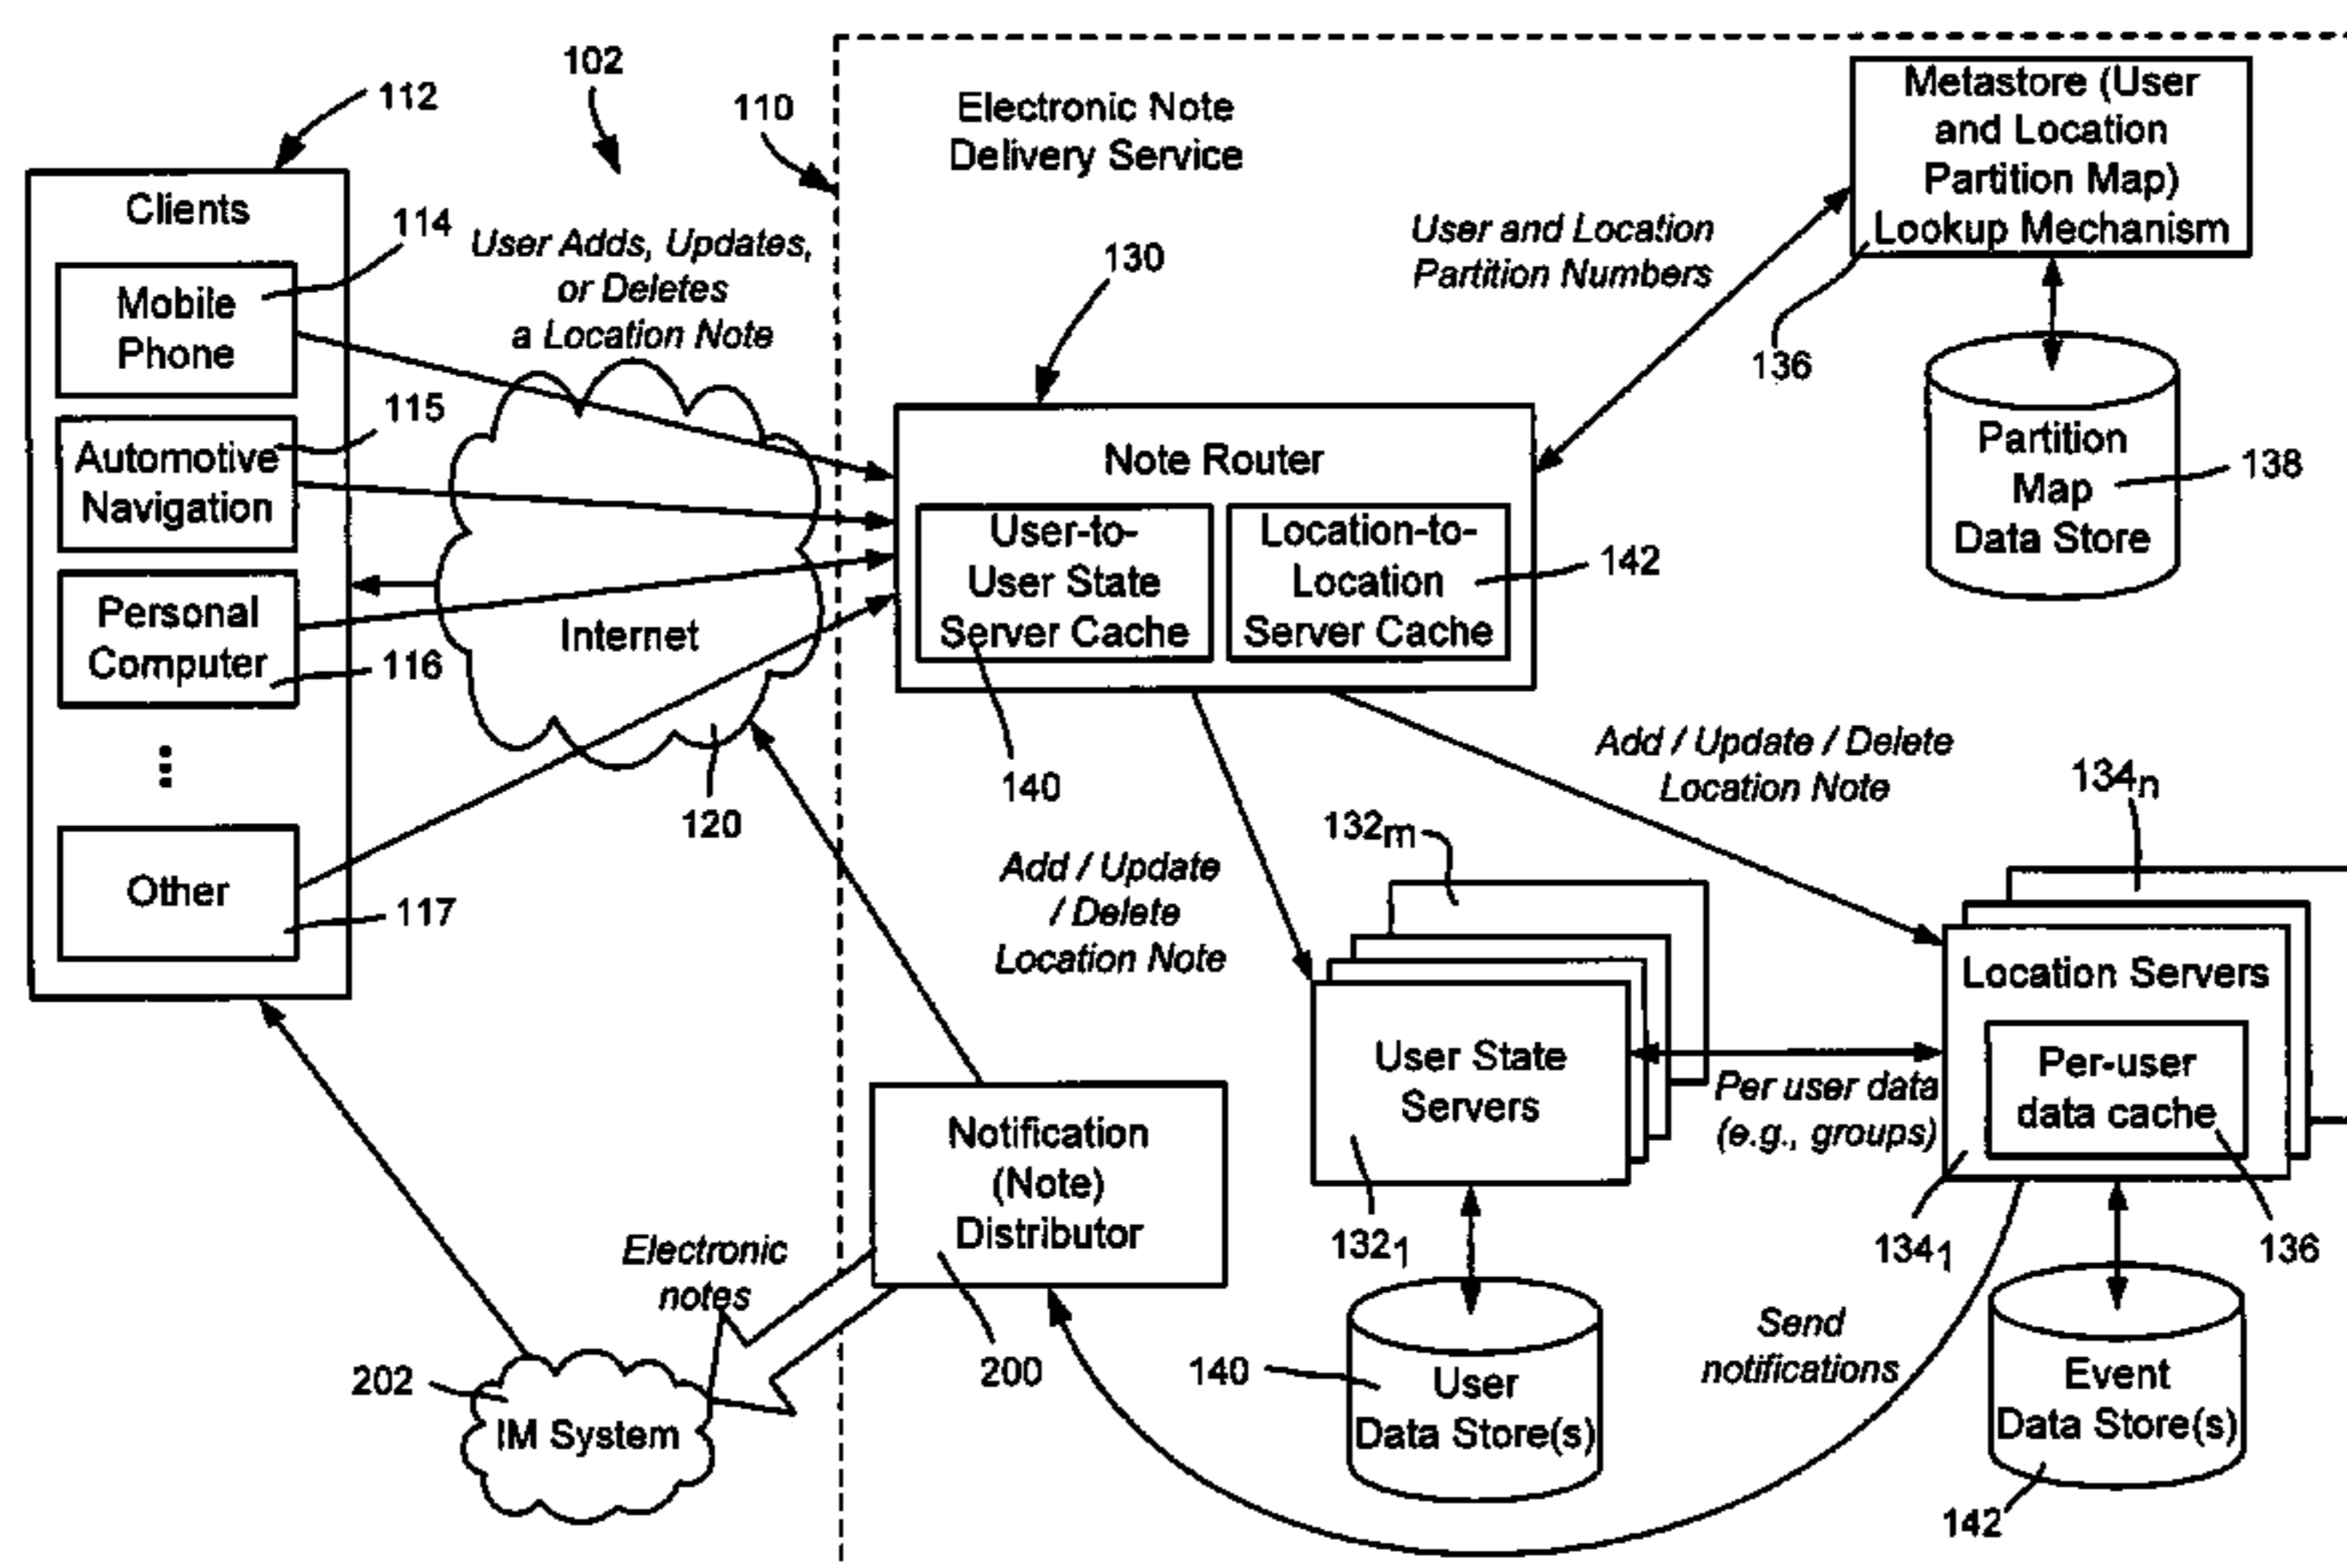 102
112
110
Electronic Note
Delivery Service
Metastore (User
and Location
Partition Map)
Lookup Mechanism
136
Clients
114
Mobile
Phone
115
Automotive
Navigation
Personal
Computer
116
Other
117
User Adds, Updates,
or Deletes
a Location Note
Internet
120
130
User and Location
Partition Numbers
Note Router
User-to-
User State
Server Cache
140
Location-to-
Location
Server Cache
142
Partition
Map
Data Store
138
Add / Update / Delete
Location Note
Add / Update
/ Delete
Location Note
132m
134n
User State
Servers
1321
Per user data
(e.g., groups)
Location Servers
Per-user
data cache
1341
136
Notification
(Note)
Distributor
200
Electronic
notes
202
IM System
140
User
Data Store(s)
Send
notifications
Event
Data Store(s)
142